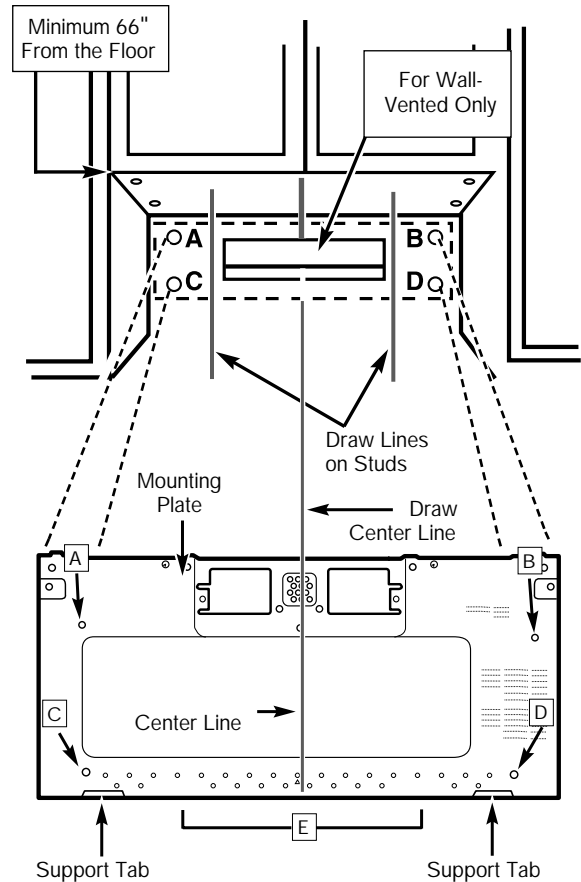 Minimum 66"
From the Floor
For Wall-
Vented Only
A
B
C
D
Draw Lines
on Studs
Mounting
Plate
Draw
Center Line
A
B
Center Line
C
D
E
Support Tab
Support Tab